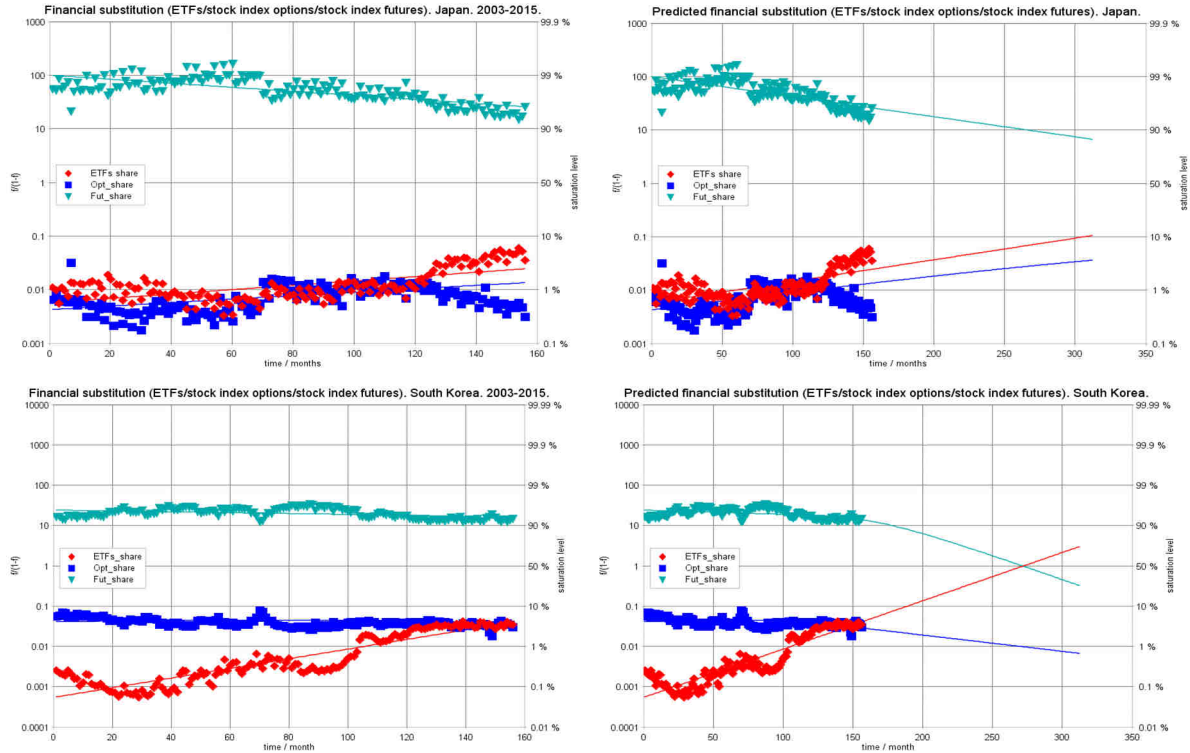 Financial substitution (ETFs/stock index options/stock index futures). Japan. 2003-2015.
1000
100
10
1
0.1
0.01
0.001
f/(1-f)
99.9 %
99 %
90 %
50 %
10 %
1 %
0.1 %
saturation level
ETFs share
Opt_share
Fut_share
0 20 40 60 80 100 120 140 160
time / months
Predicted financial substitution (ETFs/stock index options/stock index futures). Japan.
1000
100
10
1
0.1
0.01
0.001
f/(1-f)
99.9 %
99 %
90 %
50 %
10 %
1 %
0.1 %
saturation level
ETFs share
Opt_share
Fut_share
0 50 100 150 200 250 300 350
time / months
Financial substitution (ETFs/stock index options/stock index futures). South Korea. 2003-2015.
10000
1000
100
10
1
0.1
0.01
0.001
0.0001
f/(1-f)
99.99 %
99.9 %
99 %
90 %
50 %
10 %
1 %
0.1 %
0.01 %
saturation level
ETFs_share
Opt_share
Fut_share
0 20 40 60 80 100 120 140 160
time / months
Predicted financial substitution (ETFs/stock index options/stock index futures). South Korea.
10000
1000
100
10
1
0.1
0.01
0.001
0.0001
f/(1-f)
99.99 %
99.9 %
99 %
90 %
50 %
10 %
1 %
0.1 %
0.01 %
saturation level
ETFs_share
Opt_share
Fut_share
0 50 100 150 200 250 300 350
time / months